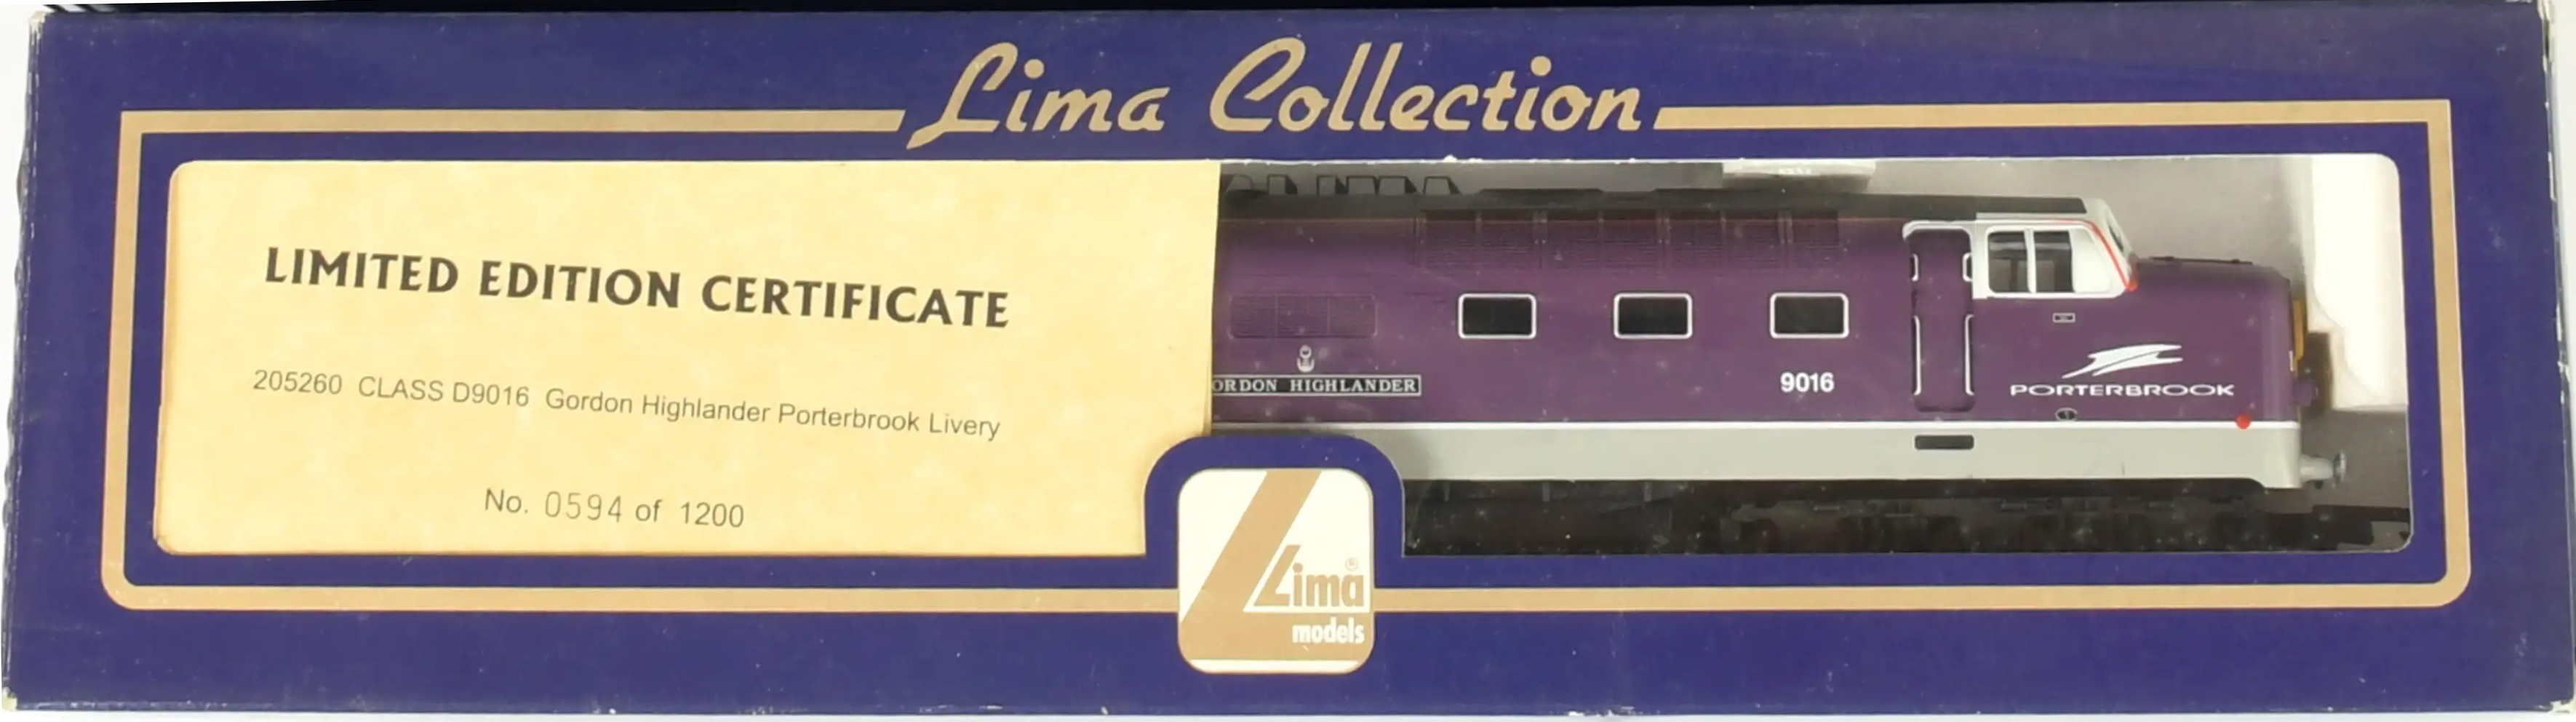 Lima Collection
LIMITED EDITION CERTIFICATE
205260 CLASS D9016 Gordon Highlander Porterbrook Livery
No. 0594 of 1200
ORDON HIGHLANDER
9016
PORTERBROOK
Lima®
models